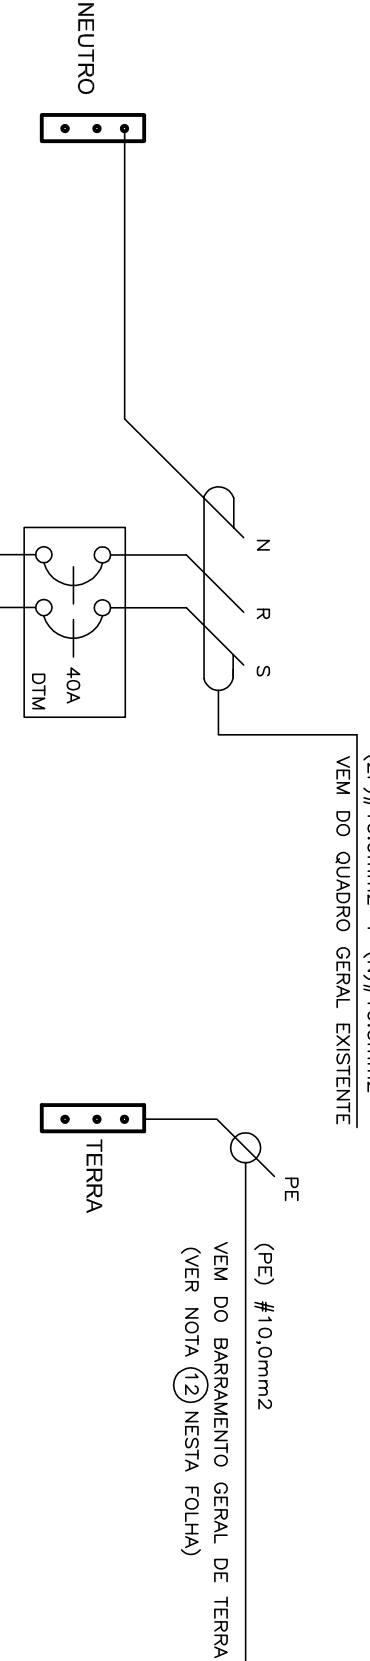 NEUTRO
N
R
S
40A
DTM
VEM DO QUADRO GERAL EXISTENTE
TERRA
PE
(PE) #10,0mm2
VEM DO BARRAMENTO GERAL DE TERRA
(VER NOTA 12 NESTA FOLHA)